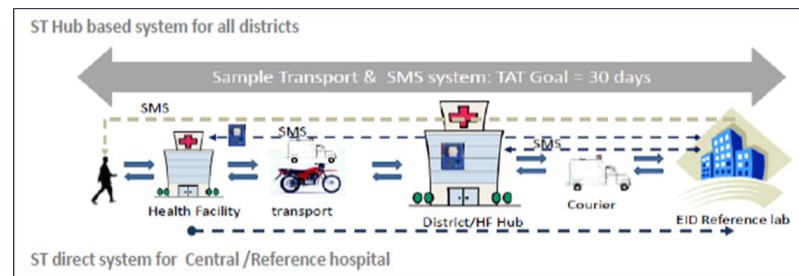 ST Hub based system for all districts
Sample Transport & SMS system: TAT Goal = 30 days
SMS
SMS
SMS
Health Facility
transport
District/HF Hub
Courier
EID Reference lab
ST direct system for Central /Reference hospital